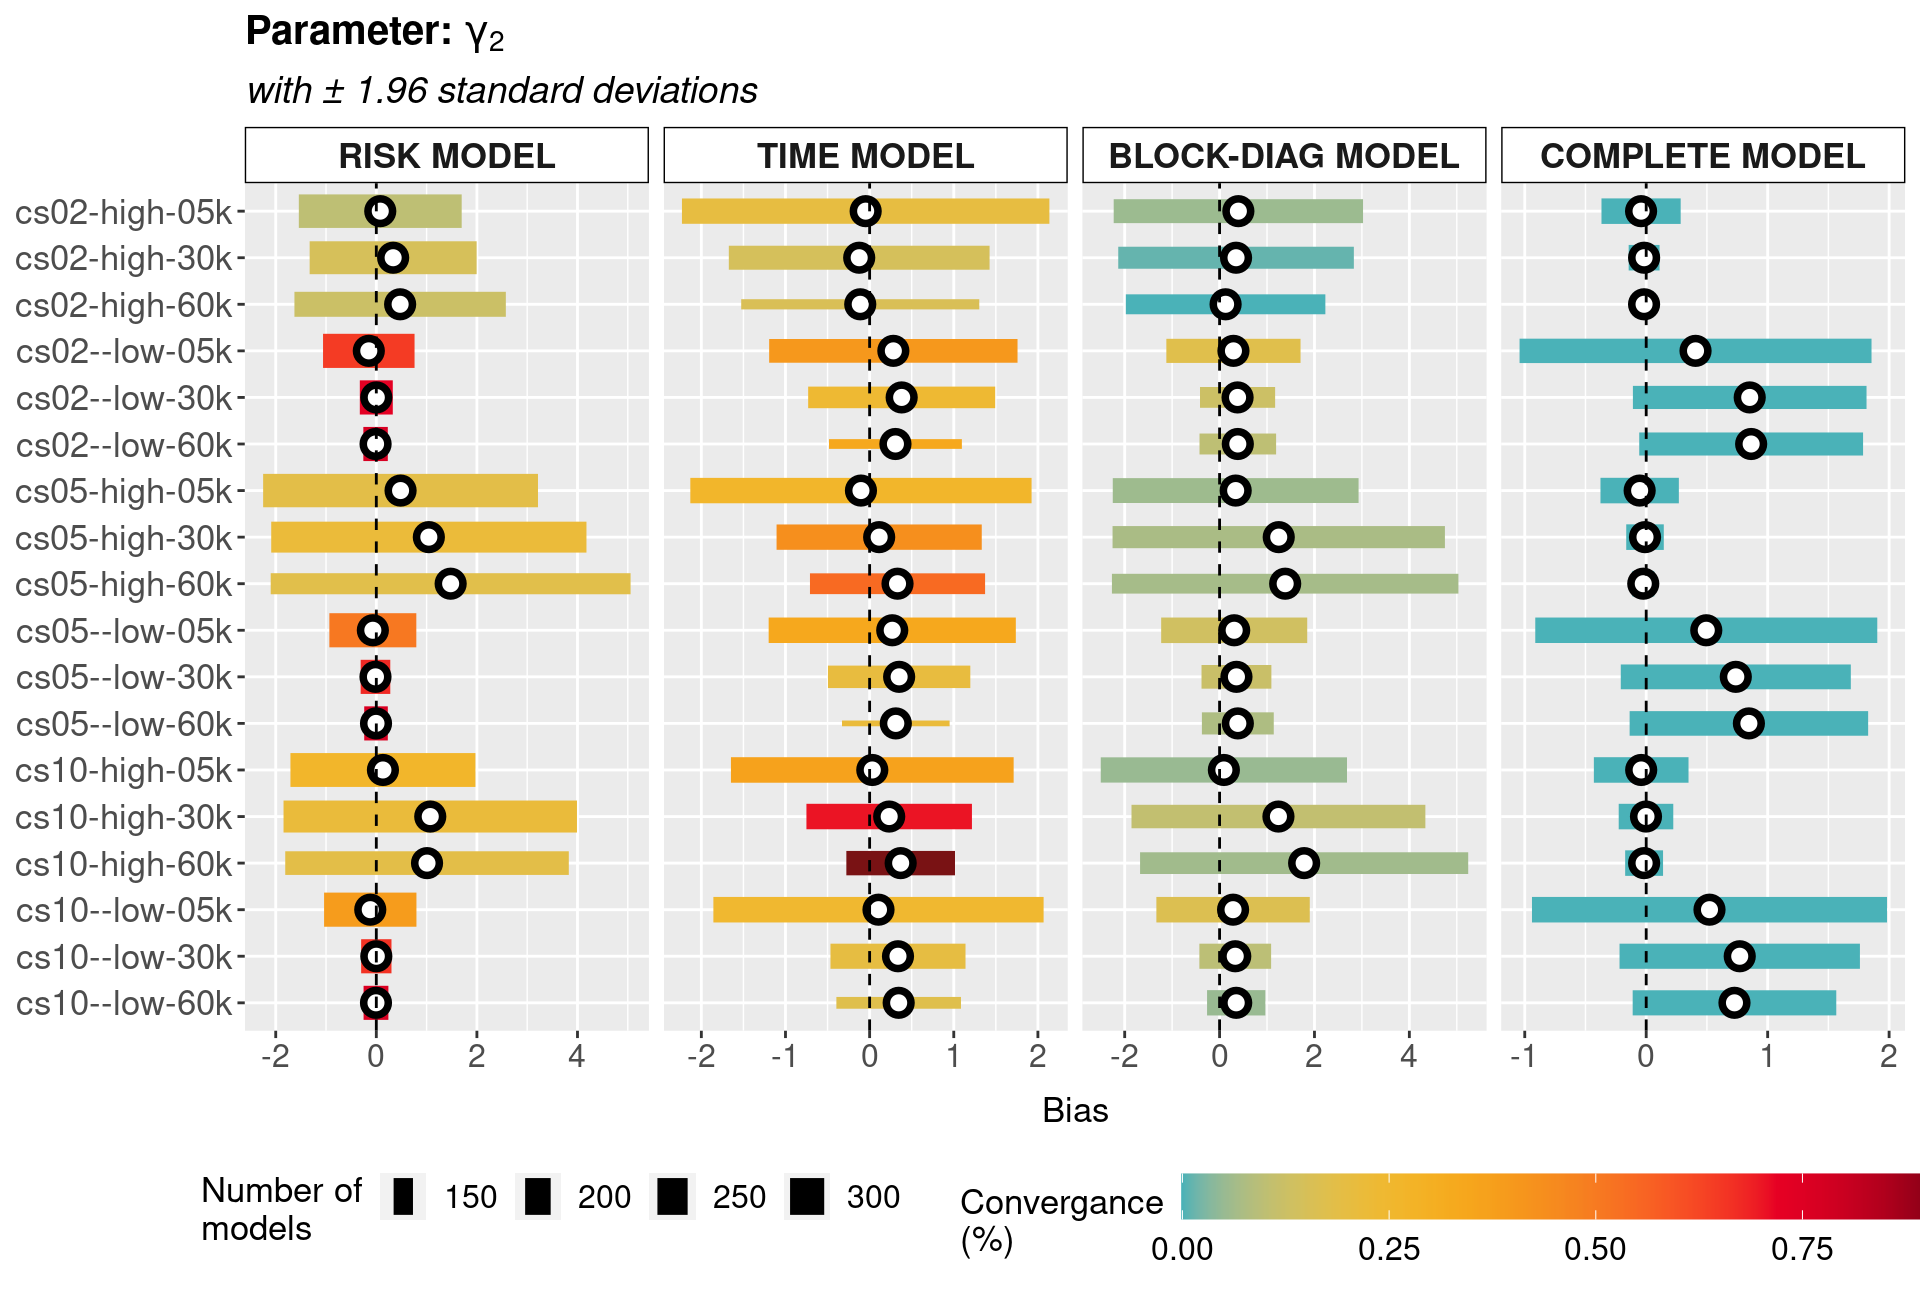 Parameter: γ₂
with ± 1.96 standard deviations
RISK MODEL TIME MODEL BLOCK-DIAG MODEL COMPLETE MODEL
cs02-high-05k
cs02-high-30k
cs02-high-60k
cs02--low-05k
cs02--low-30k
cs02--low-60k
cs05-high-05k
cs05-high-30k
cs05-high-60k
cs05--low-05k
cs05--low-30k
cs05--low-60k
cs10-high-05k
cs10-high-30k
cs10-high-60k
cs10--low-05k
cs10--low-30k
cs10--low-60k
-2 0 2 4 -2 -1 0 1 2 -2 0 2 4 -1 0 1 2
Bias
Number of
models
150 200 250 300
Convergance
(%)
0.00 0.25 0.50 0.75